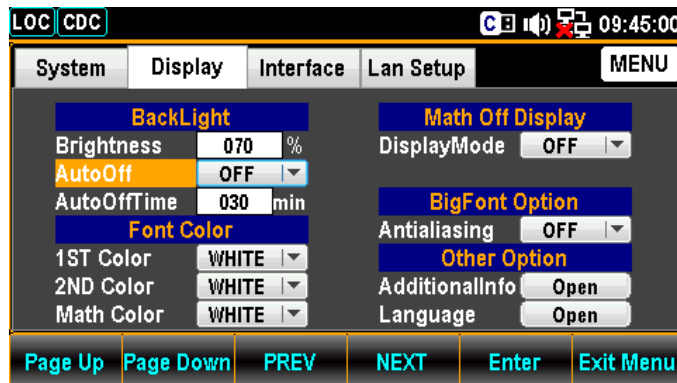 LOC CDC C 09:45:00
System Display Interface Lan Setup MENU
BackLight
Brightness 070 %
AutoOff OFF
AutoOffTime 030 min
Font Color
1ST Color WHITE
2ND Color WHITE
Math Color WHITE
Math Off Display
DisplayMode OFF
BigFont Option
Antialiasing OFF
Other Option
AdditionalInfo Open
Language Open
Page Up Page Down PREV NEXT Enter Exit Menu